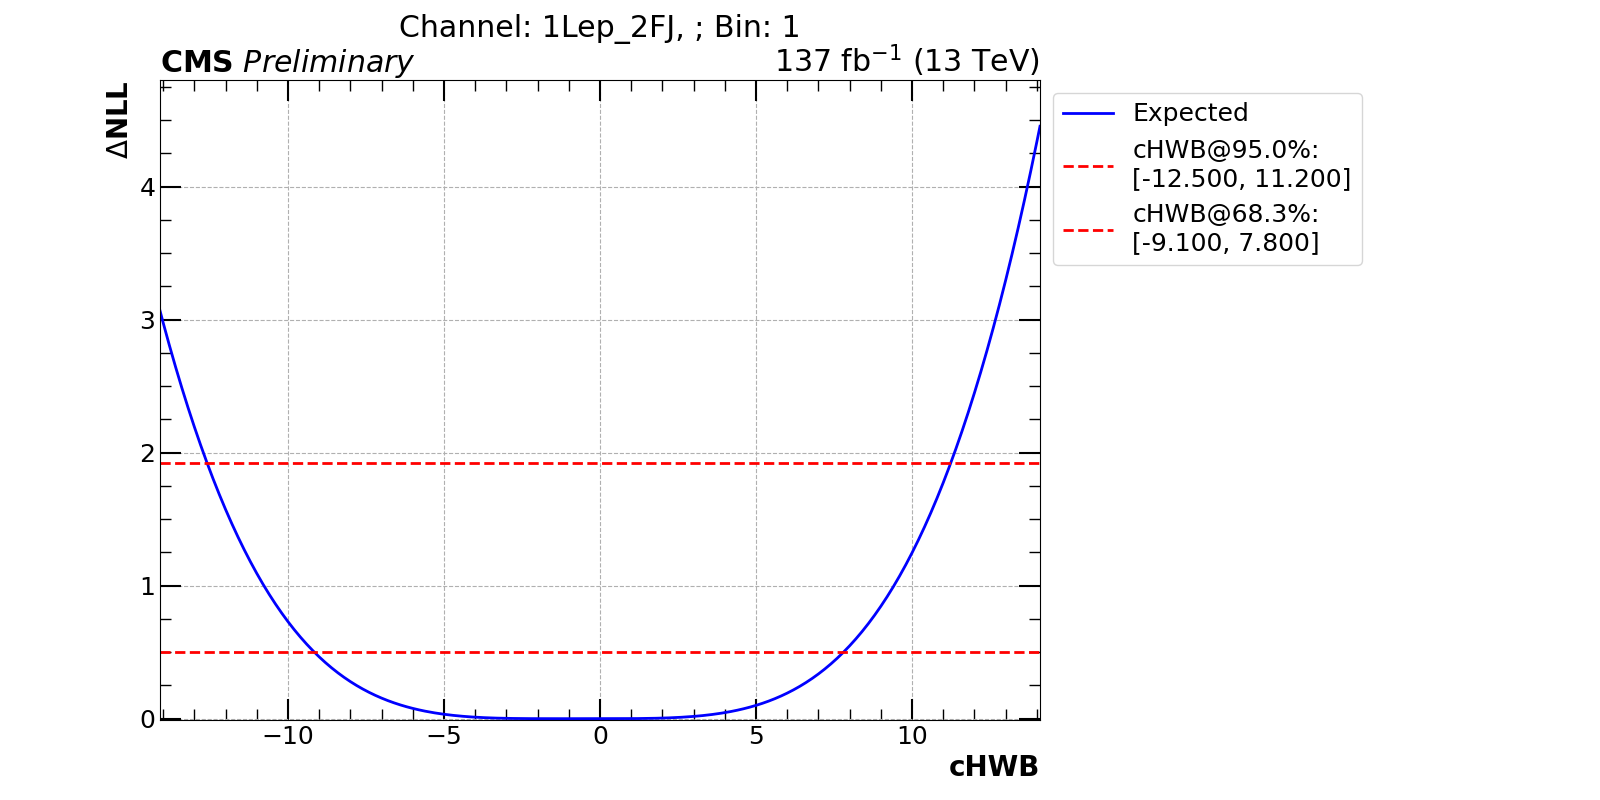 Channel: 1Lep_2FJ, ; Bin: 1
CMS Preliminary 137 fb⁻¹ (13 TeV)
ΔNLL
4
3
2
1
0
−10 −5 0 5 10
cHWB
Expected
cHWB@95.0%:
[-12.500, 11.200]
cHWB@68.3%:
[-9.100, 7.800]